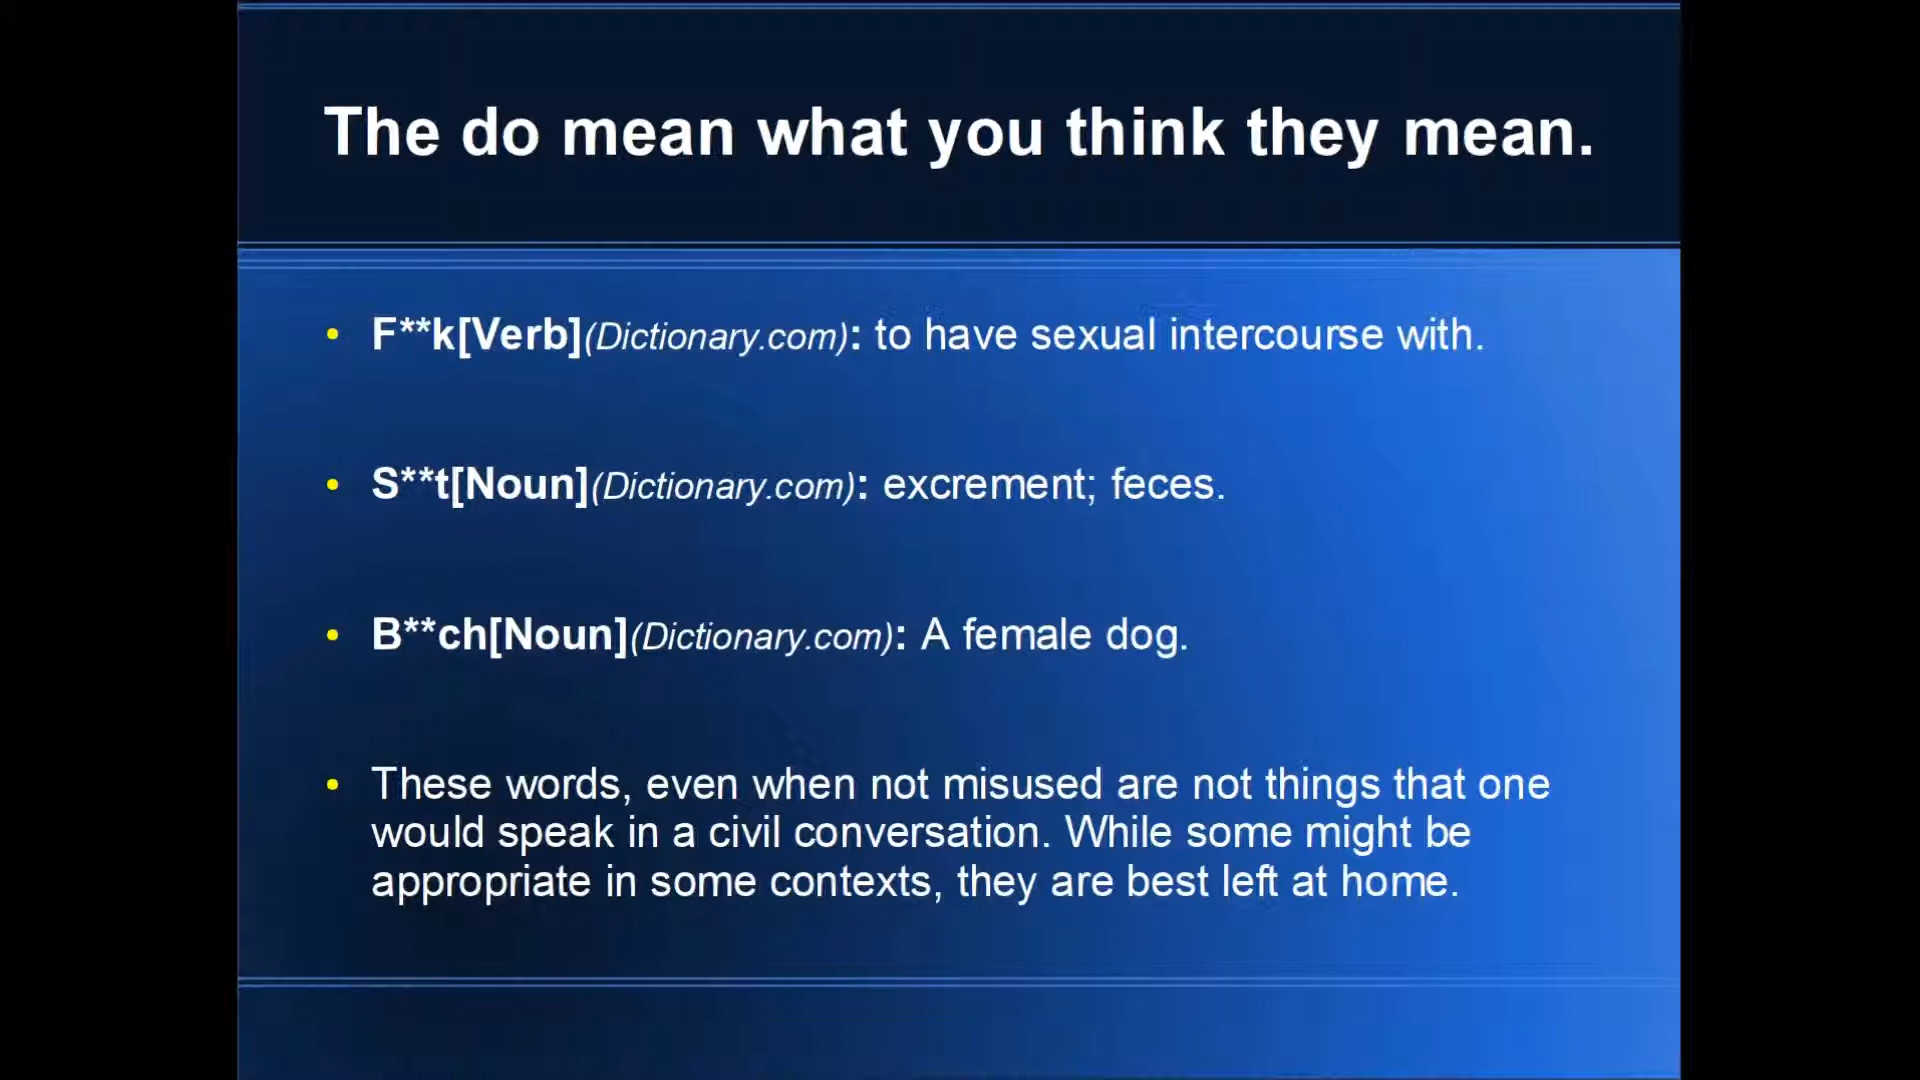 The do mean what you think they mean.
• F**k[Verb](Dictionary.com): to have sexual intercourse with.
• S**t[Noun](Dictionary.com): excrement; feces.
• B**ch[Noun](Dictionary.com): A female dog.
• These words, even when not misused are not things that one
would speak in a civil conversation. While some might be
appropriate in some contexts, they are best left at home.